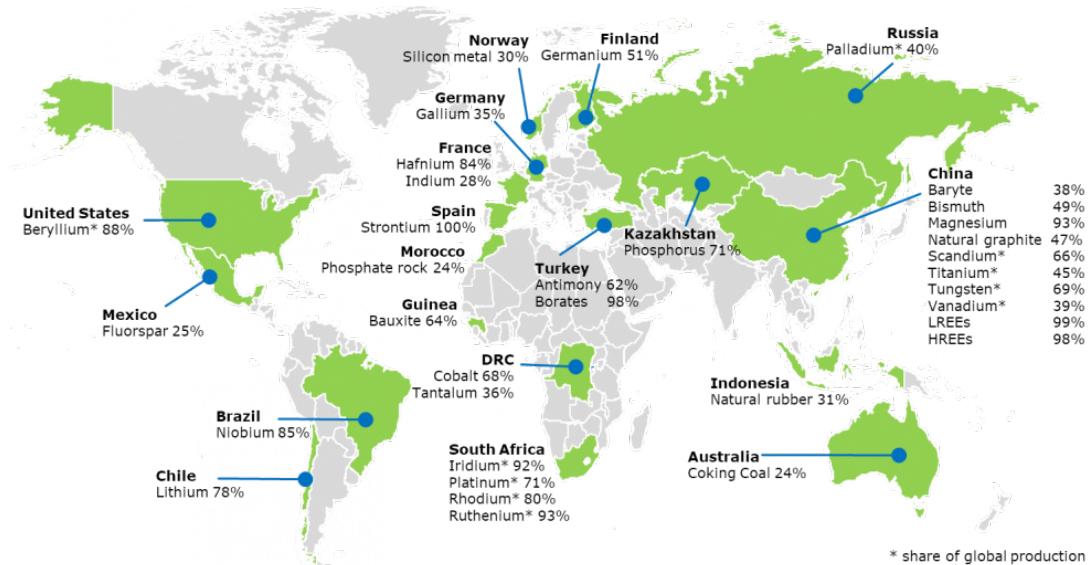 Norway
Silicon metal 30%
Finland
Germanium 51%
Russia
Palladium* 40%
Germany
Gallium 35%
France
Hafnium 84%
Indium 28%
Spain
Strontium 100%
Morocco
Phosphate rock 24%
United States
Beryllium* 88%
Mexico
Fluorspar 25%
Kazakhstan
Phosphorus 71%
Turkey
Antimony 62%
Borates 98%
China
Baryte 38%
Bismuth 49%
Magnesium 93%
Natural graphite 47%
Scandium* 66%
Titanium* 45%
Tungsten* 69%
Vanadium* 39%
LREEs 99%
HREEs 98%
Guinea
Bauxite 64%
DRC
Cobalt 68%
Tantalum 36%
Indonesia
Natural rubber 31%
Brazil
Niobium 85%
Chile
Lithium 78%
South Africa
Iridium* 92%
Platinum* 71%
Rhodium* 80%
Ruthenium* 93%
Australia
Coking Coal 24%
* share of global production